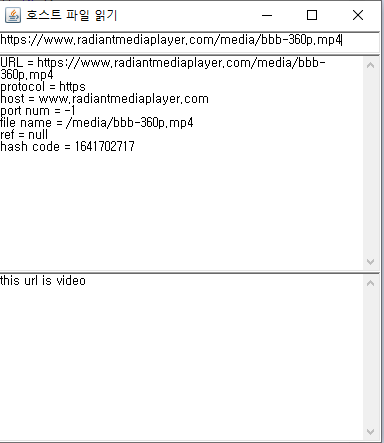 호스트 파일 읽기
https://www.radiantmediaplayer.com/media/bbb-360p.mp4
URL = https://www.radiantmediaplayer.com/media/bbb-
360p.mp4
protocol = https
host = www.radiantmediaplayer.com
port num = -1
file name = /media/bbb-360p.mp4
ref = null
hash code = 1641702717
this url is video